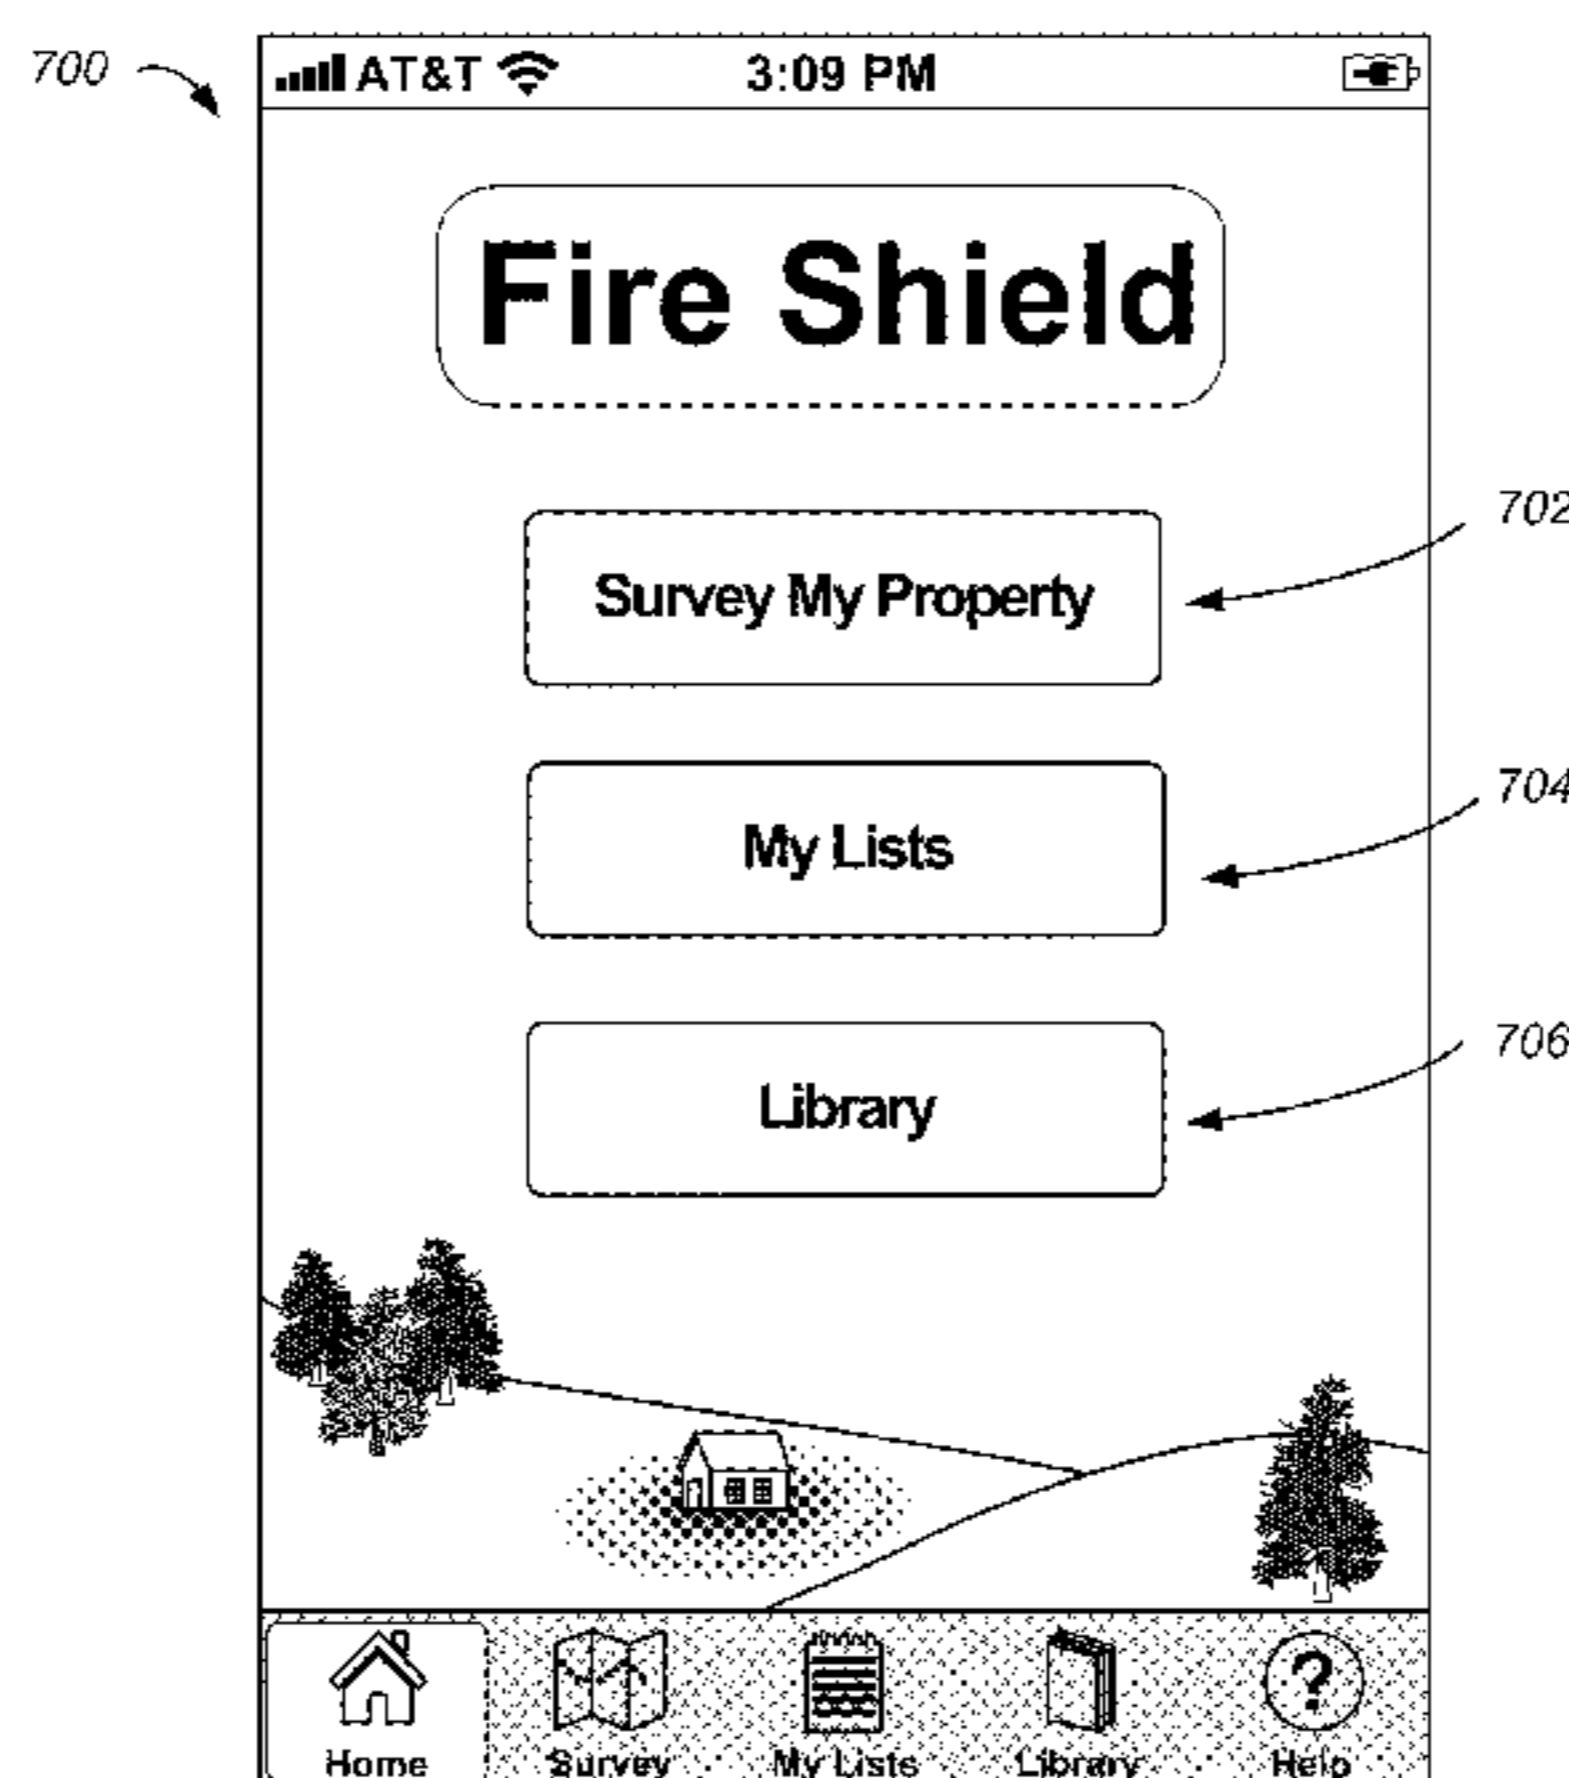 700
AT&T 3:09 PM
Fire Shield
702
Survey My Property
704
My Lists
706
Library
Home Survey My Lists Library Help